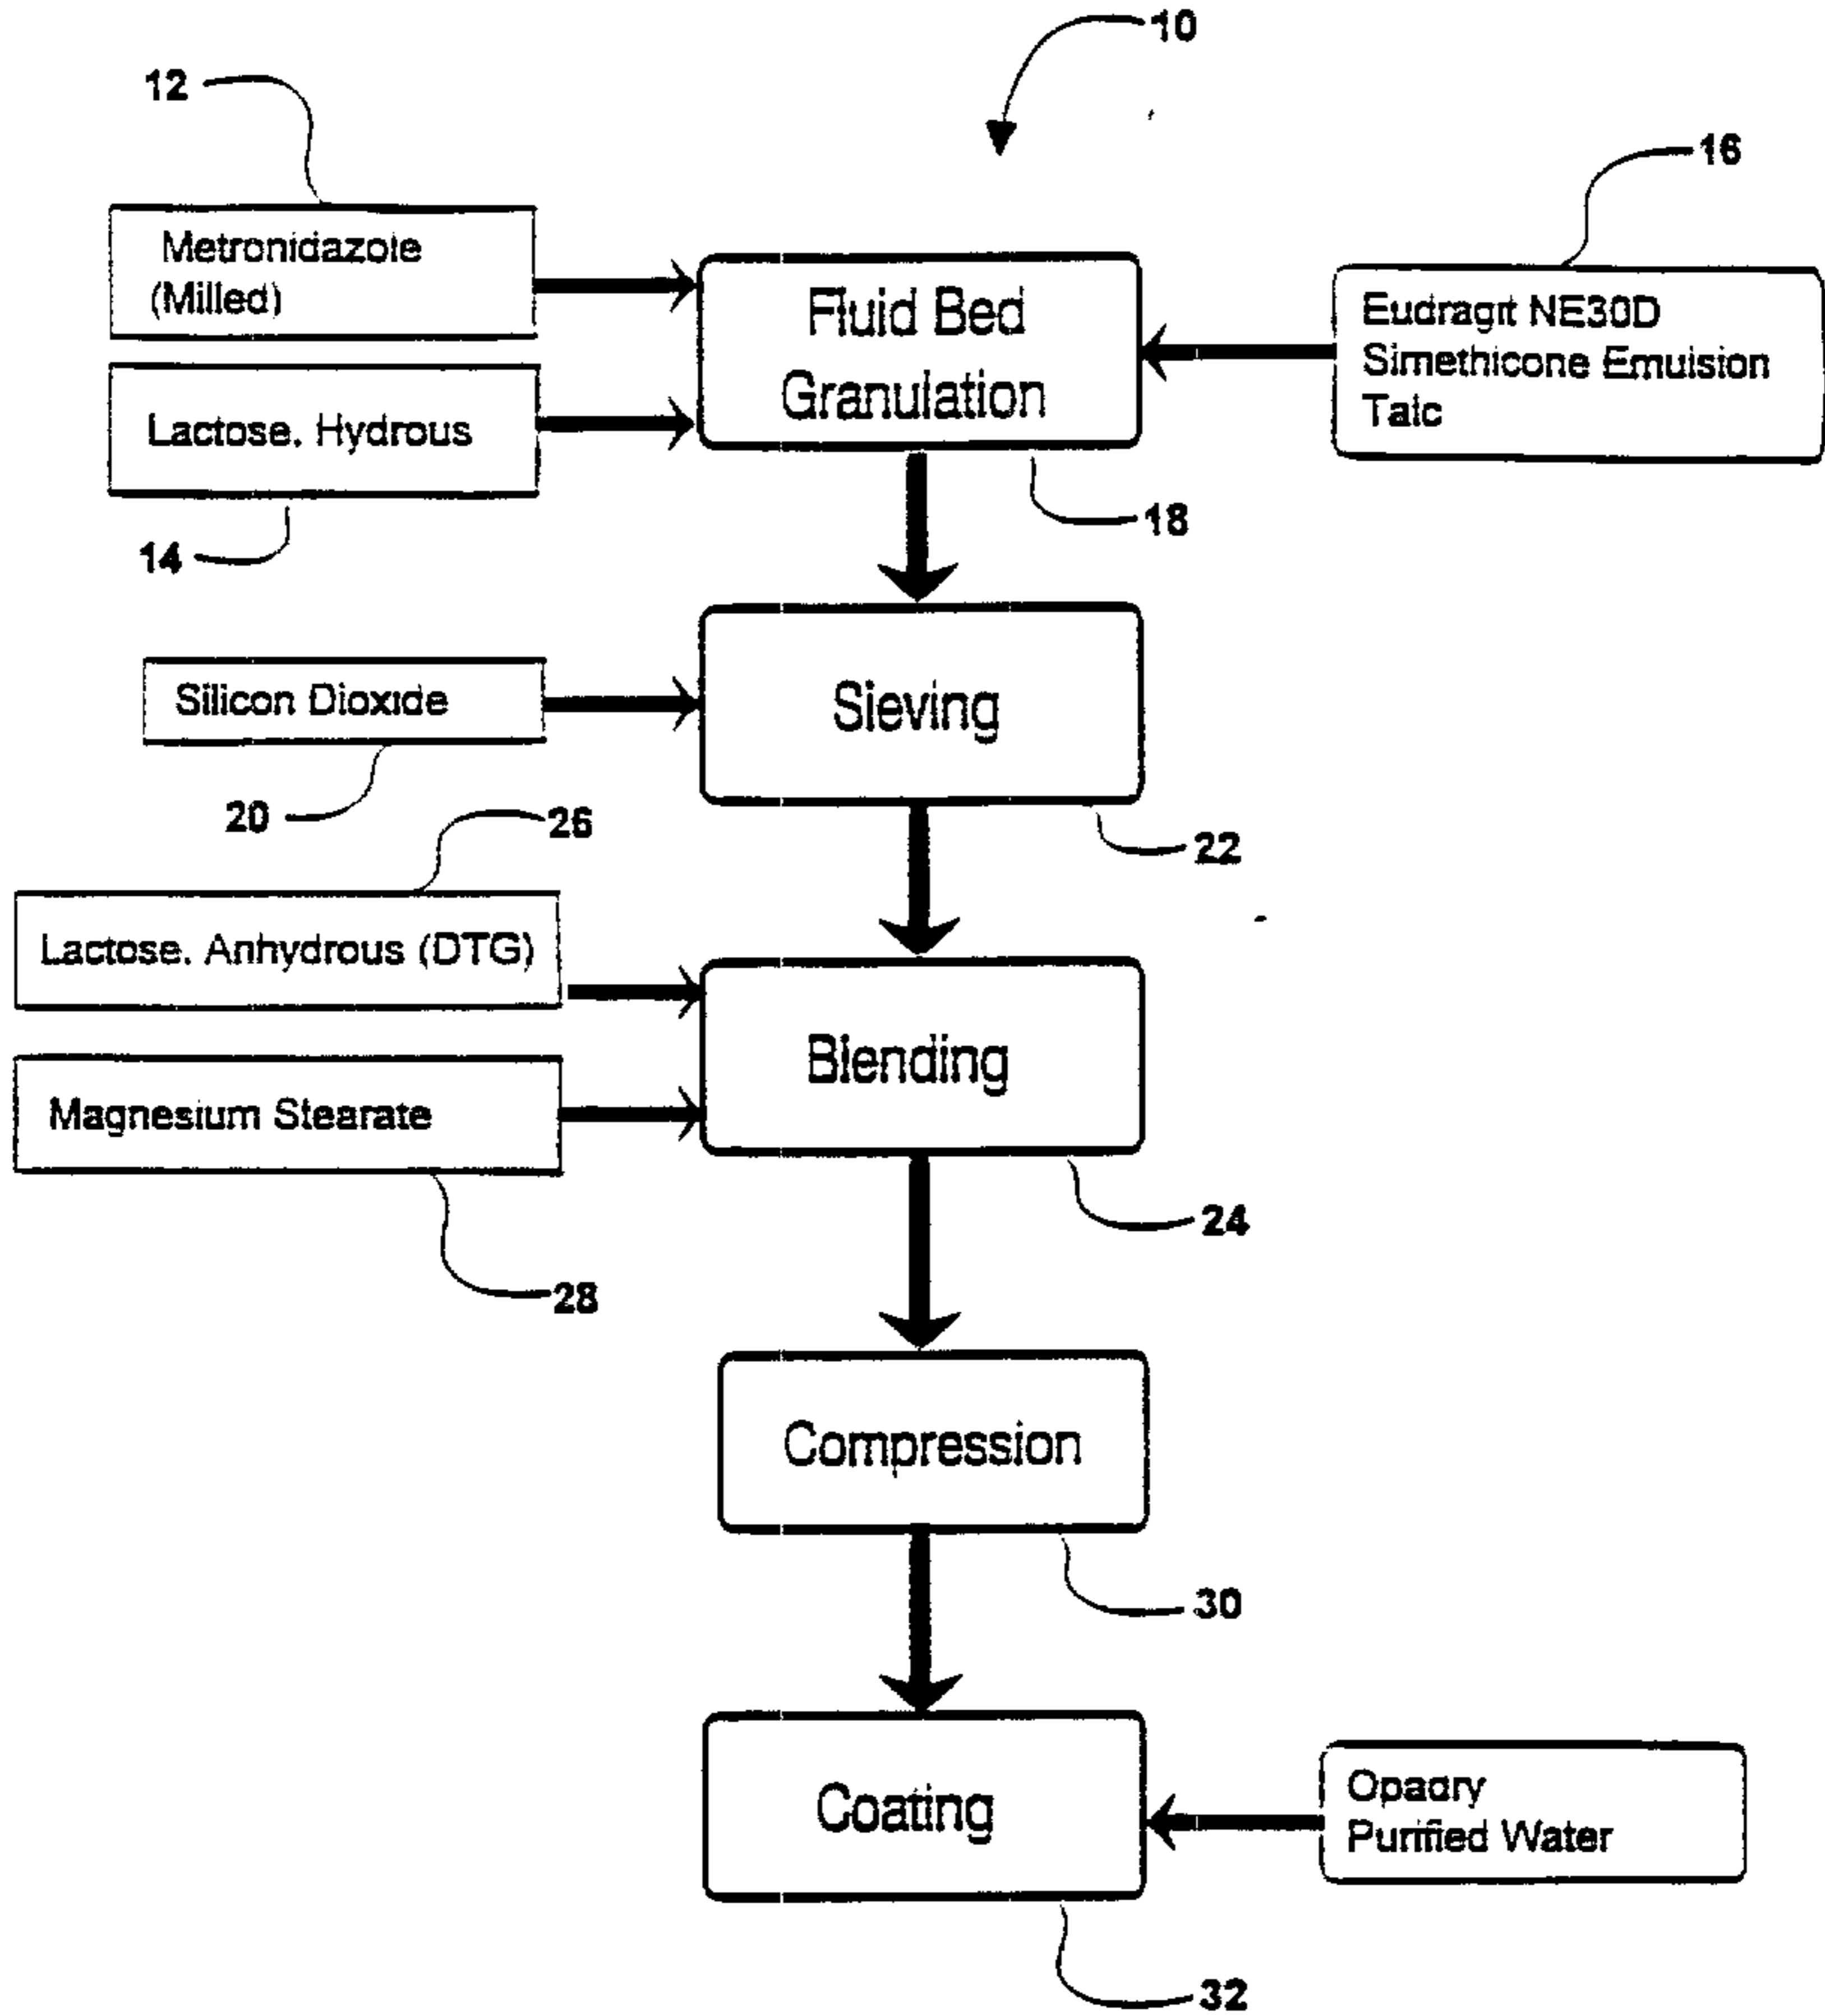 10
12
16
Metronidazole
(Milled)
Fluid Bed
Granulation
Eudragit NE30D
Simethicone Emulsion
Talc
Lactose. Hydrous
18
14
Silicon Dioxide
Sieving
20
26
22
Lactose. Anhydrous (DTG)
Blending
Magnesium Stearate
24
28
Compression
30
Coating
Opadry
Purified Water
32